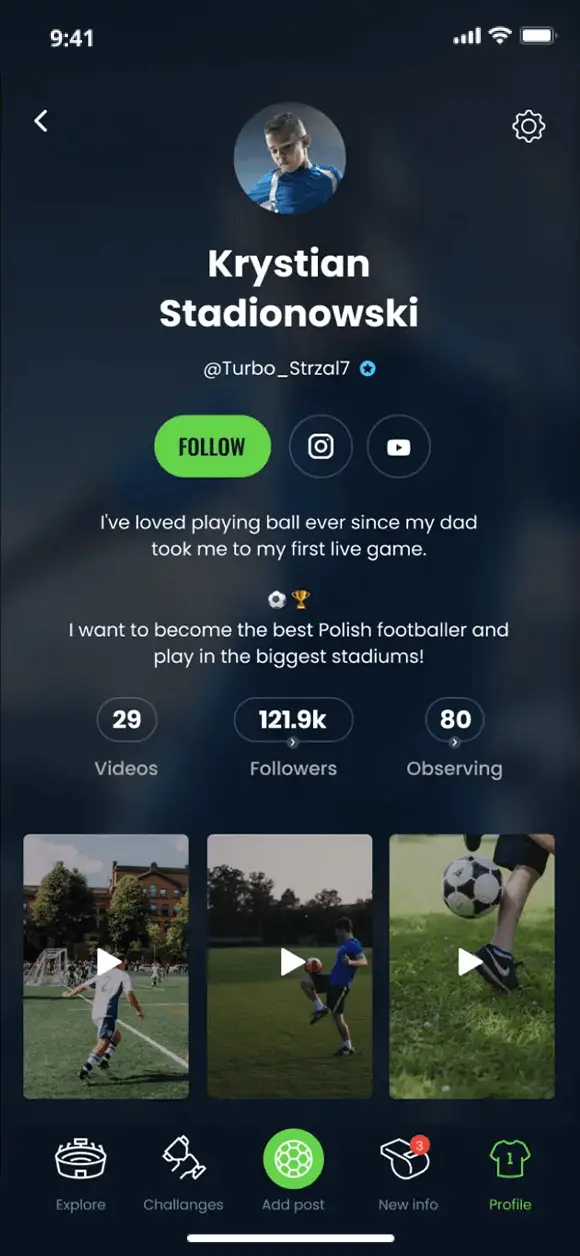 9:41
Krystian
Stadionowski
@Turbo_Strzal7
FOLLOW
I've loved playing ball ever since my dad
took me to my first live game.
⚽🏆
I want to become the best Polish footballer and
play in the biggest stadiums!
29
121.9k
80
Videos
Followers
Observing
2
3
1
Explore
Challanges
Add post
New info
Profile